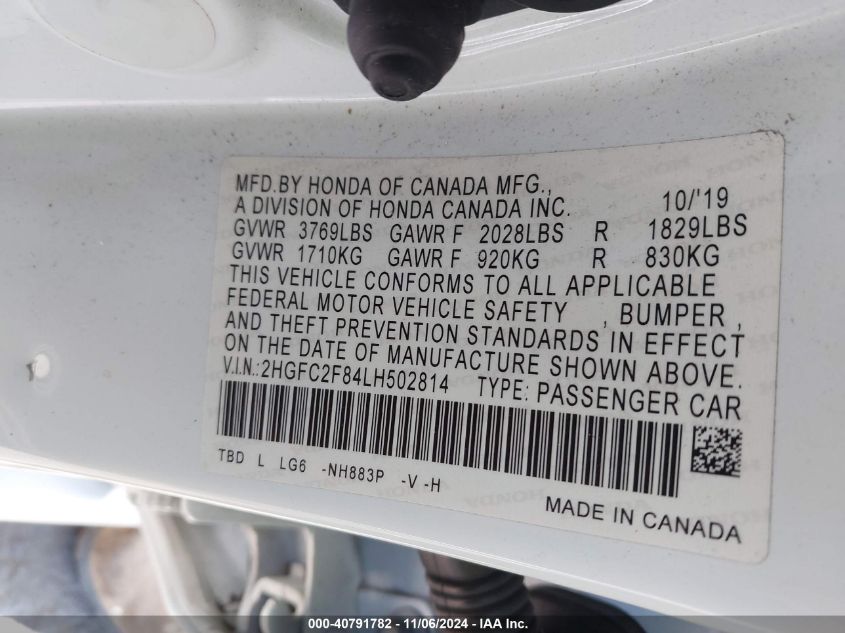 MFD.BY HONDA OF CANADA MFG., 10/'19
A DIVISION OF HONDA CANADA INC.
GVWR 3769LBS GAWR F 2028LBS R 1829LBS
GVWR 1710KG GAWR F 920KG R 830KG
THIS VEHICLE CONFORMS TO ALL APPLICABLE
FEDERAL MOTOR VEHICLE SAFETY , BUMPER ,
AND THEFT PREVENTION STANDARDS IN EFFECT
ON THE DATE OF MANUFACTURE SHOWN ABOVE.
V.I.N.:2HGFC2F84LH502814 TYPE: PASSENGER CAR
TBD L LG6 -NH883P -V -H
MADE IN CANADA
000-40791782 - 11/06/2024 - IAA Inc.